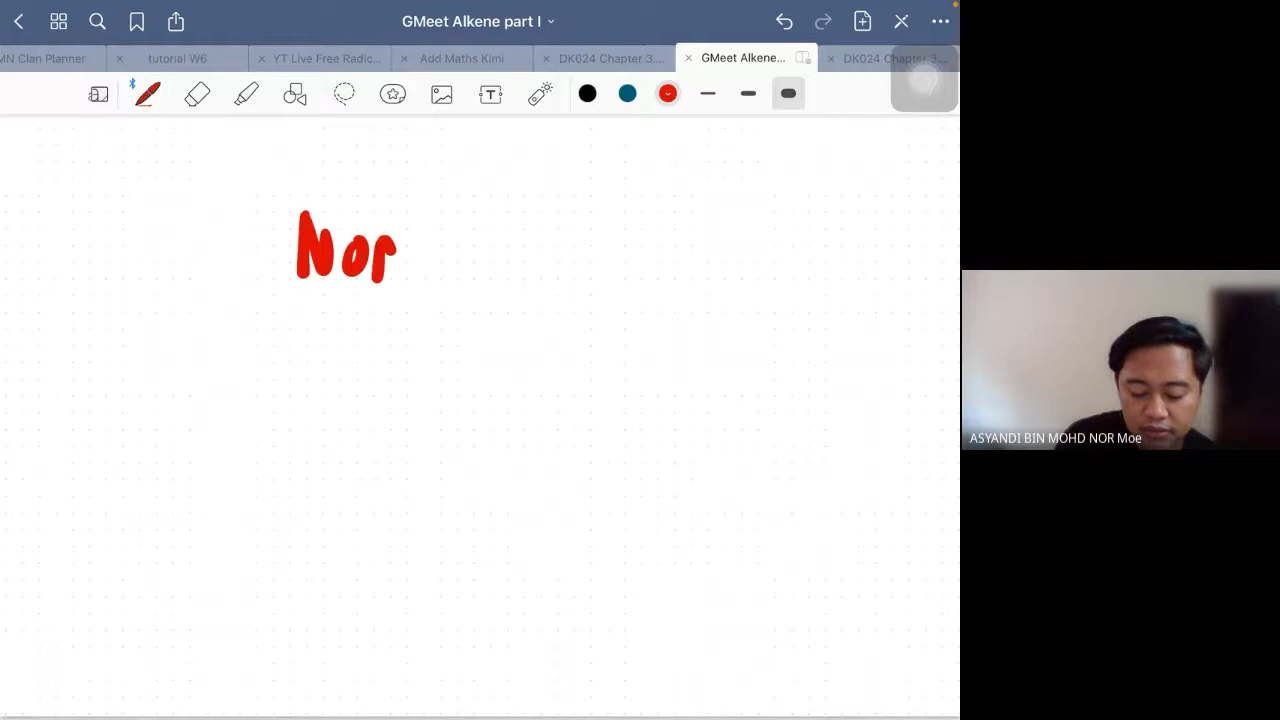 GMeet Alkene part I
MN Clan Planner
tutorial W6
YT Live Free Radic...
Add Maths Kimi
DK024 Chapter 3....
GMeet Alkene...
DK024 Chapter 3....
T
Nor
ASYANDI BIN MOHD NOR Moe